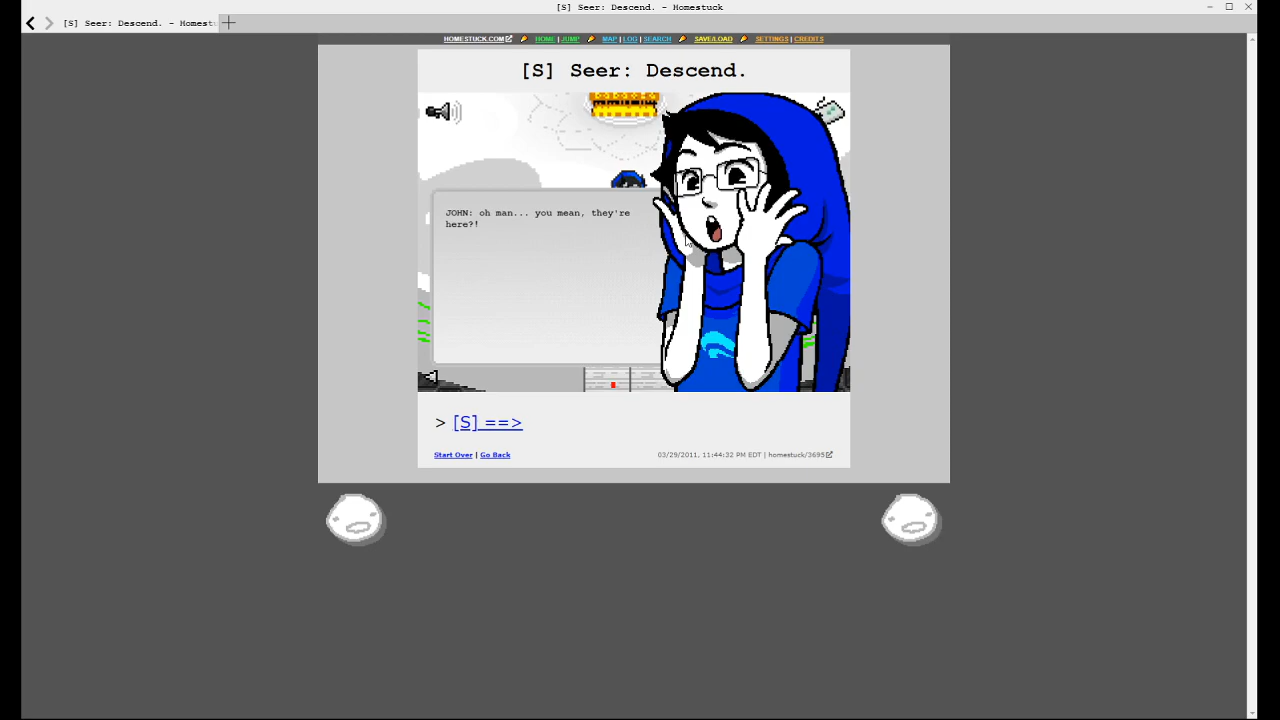 [S] Seer: Descend. - Homestuck
[S] Seer: Descend. - Homest
HOMESTUCK.COM HOME | JUMP MAP | LOG | SEARCH SAVE/LOAD SETTINGS | CREDITS
[S] Seer: Descend.
JOHN: oh man... you mean, they're
here?!
> [S] ==>
Start Over | Go Back 03/29/2011, 11:44:32 PM EDT | homestuck/3695